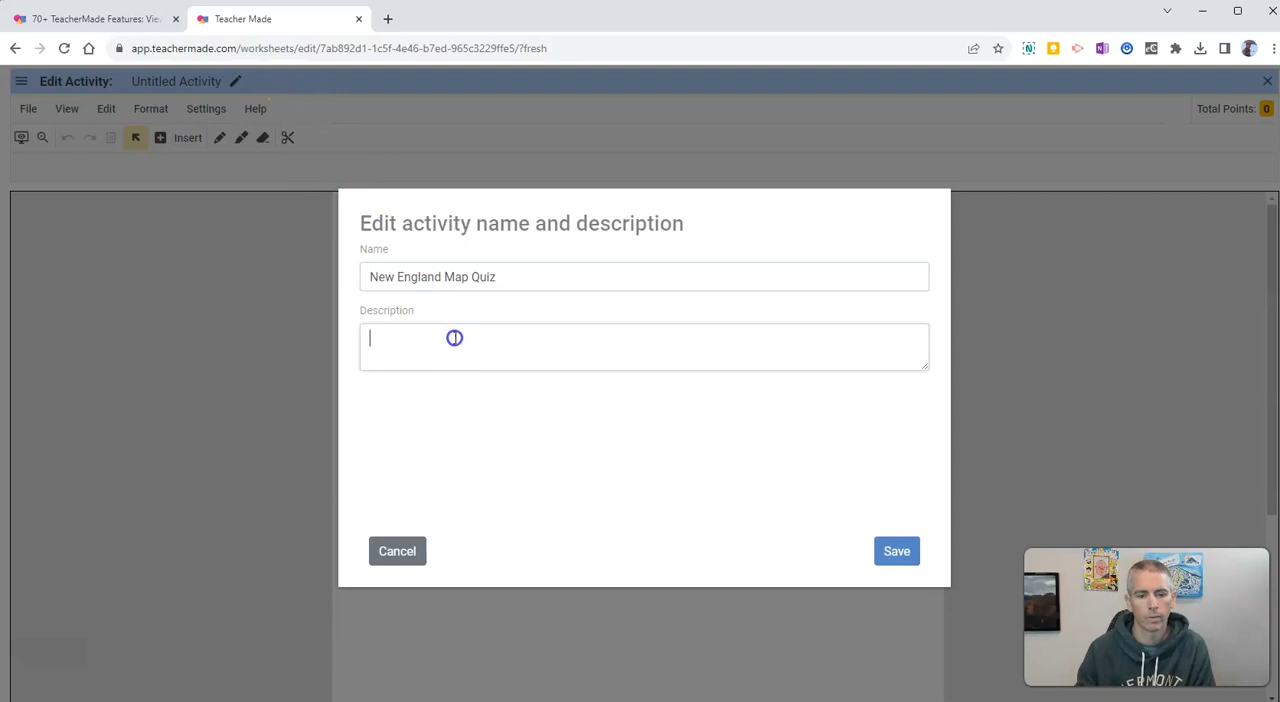 70+ TeacherMade Features: Vie
Teacher Made
app.teachermade.com/worksheets/edit/7ab892d1-1c5f-4e46-b7ed-965c3229ffe5/?fresh
Edit Activity: Untitled Activity
File View Edit Format Settings Help
Total Points: 0
Insert
Edit activity name and description
Name
New England Map Quiz
Description
Cancel
Save